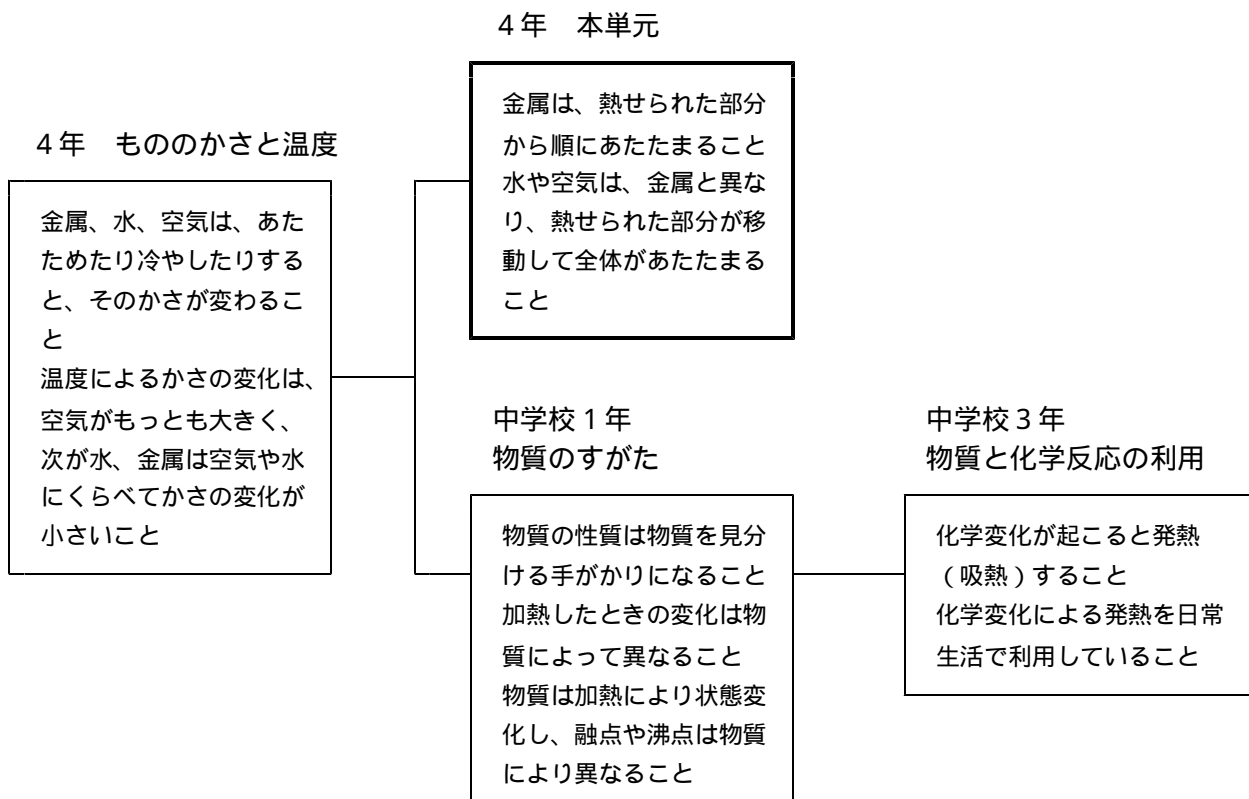 4年　本単元
金属は、熱せられた部分
から順にあたたまること
水や空気は、金属と異な
り、熱せられた部分が移
動して全体があたたまる
こと
4年　もののかさと温度
金属、水、空気は、あた
ためたり冷やしたりする
と、そのかさが変わるこ
と
温度によるかさの変化は、
空気がもっとも大きく、
次が水、金属は空気や水
にくらべてかさの変化が
小さいこと
中学校1年
物質のすがた
物質の性質は物質を見分
ける手がかりになること
加熱したときの変化は物
質によって異なること
物質は加熱により状態変
化し、融点や沸点は物質
により異なること
中学校3年
物質と化学反応の利用
化学変化が起こると発熱
（吸熱）すること
化学変化による発熱を日常
生活で利用していること